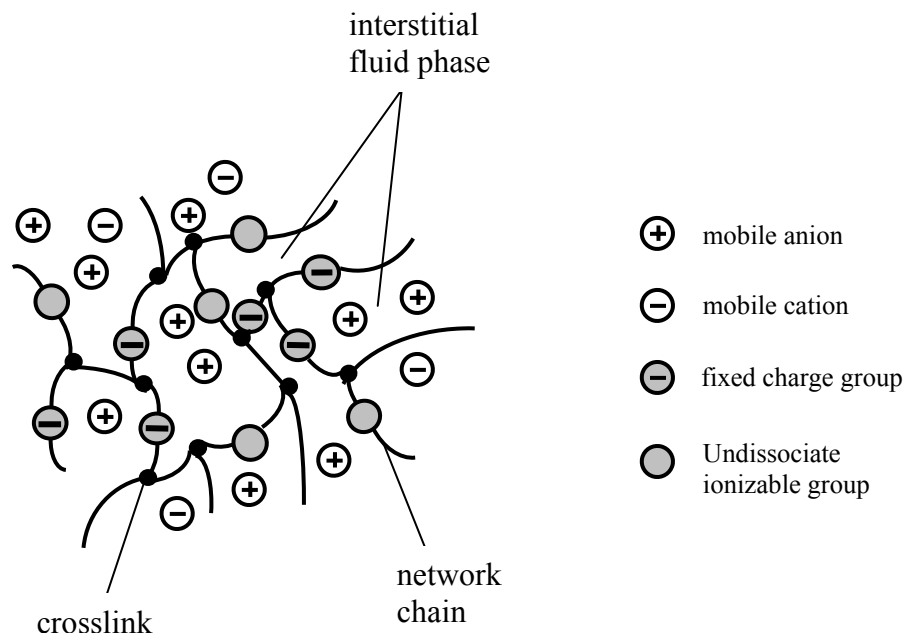 interstitial
fluid phase
mobile anion
mobile cation
fixed charge group
Undissociate
ionizable group
network
chain
crosslink